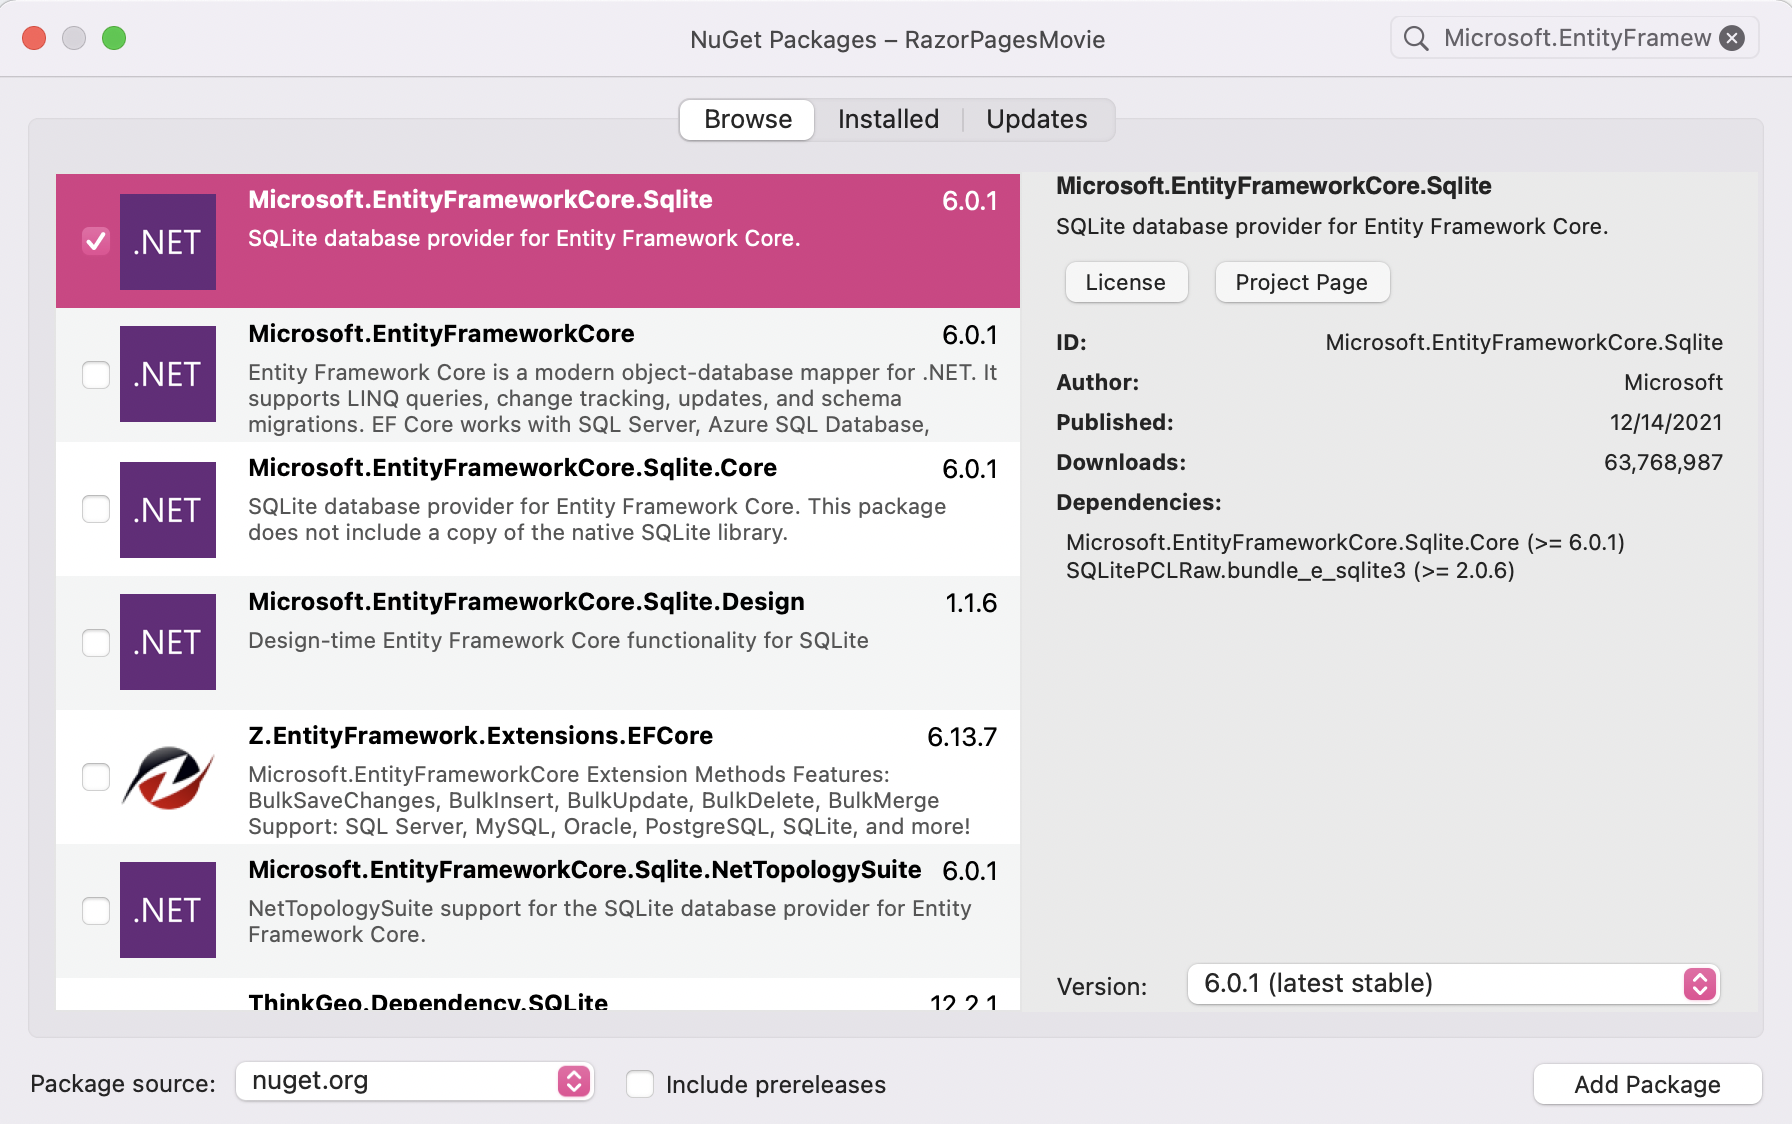 NuGet Packages – RazorPagesMovie
Microsoft.EntityFramew
Browse
Installed
Updates
.NET
Microsoft.EntityFrameworkCore.Sqlite
6.0.1
SQLite database provider for Entity Framework Core.
.NET
Microsoft.EntityFrameworkCore
6.0.1
Entity Framework Core is a modern object-database mapper for .NET. It
supports LINQ queries, change tracking, updates, and schema
migrations. EF Core works with SQL Server, Azure SQL Database,
.NET
Microsoft.EntityFrameworkCore.Sqlite.Core
6.0.1
SQLite database provider for Entity Framework Core. This package
does not include a copy of the native SQLite library.
.NET
Microsoft.EntityFrameworkCore.Sqlite.Design
1.1.6
Design-time Entity Framework Core functionality for SQLite
Z.EntityFramework.Extensions.EFCore
6.13.7
Microsoft.EntityFrameworkCore Extension Methods Features:
BulkSaveChanges, BulkInsert, BulkUpdate, BulkDelete, BulkMerge
Support: SQL Server, MySQL, Oracle, PostgreSQL, SQLite, and more!
.NET
Microsoft.EntityFrameworkCore.Sqlite.NetTopologySuite
6.0.1
NetTopologySuite support for the SQLite database provider for Entity
Framework Core.
ThinkGeo.Dependency.SQLite
12.2.1
Microsoft.EntityFrameworkCore.Sqlite
SQLite database provider for Entity Framework Core.
License
Project Page
ID:
Microsoft.EntityFrameworkCore.Sqlite
Author:
Microsoft
Published:
12/14/2021
Downloads:
63,768,987
Dependencies:
Microsoft.EntityFrameworkCore.Sqlite.Core (>= 6.0.1)
SQLitePCLRaw.bundle_e_sqlite3 (>= 2.0.6)
Version:
6.0.1 (latest stable)
Package source:
nuget.org
Include prereleases
Add Package